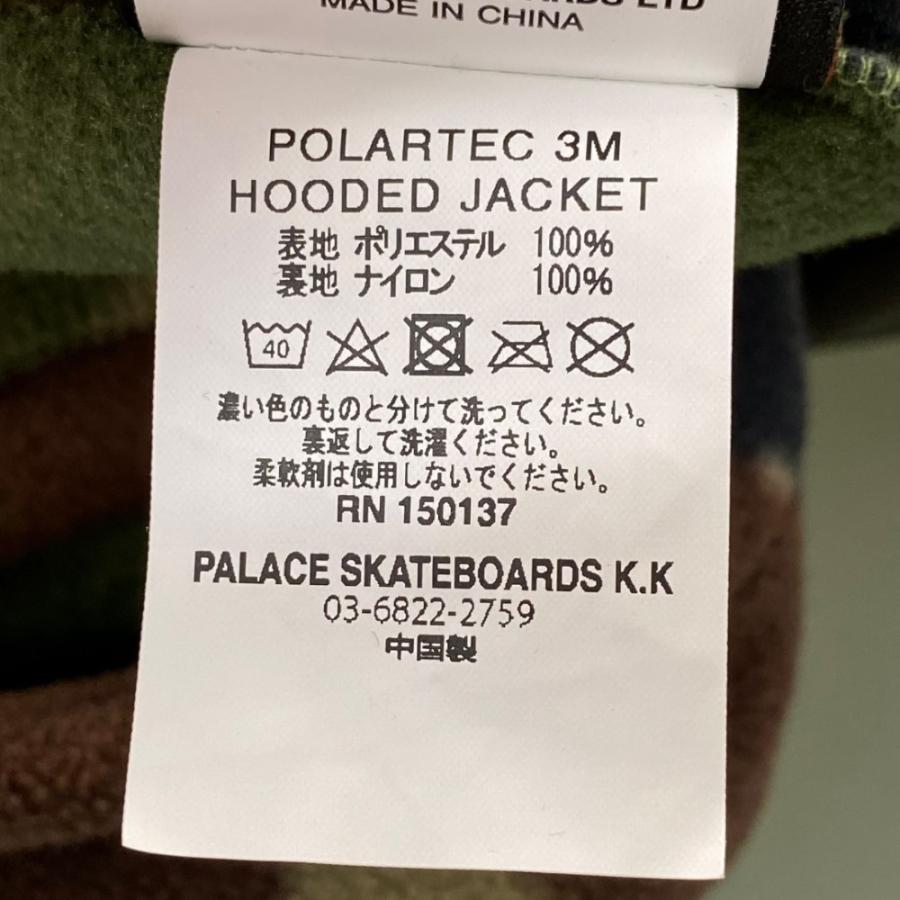 LTD
MADE IN CHINA
POLARTEC 3M
HOODED JACKET
表地 ポリエステル 100%
裏地 ナイロン 100%
40
濃い色のものと分けて洗ってください。
裏返して洗濯ください。
柔軟剤は使用しないでください。
RN 150137
PALACE SKATEBOARDS K.K
03-6822-2759
中国製